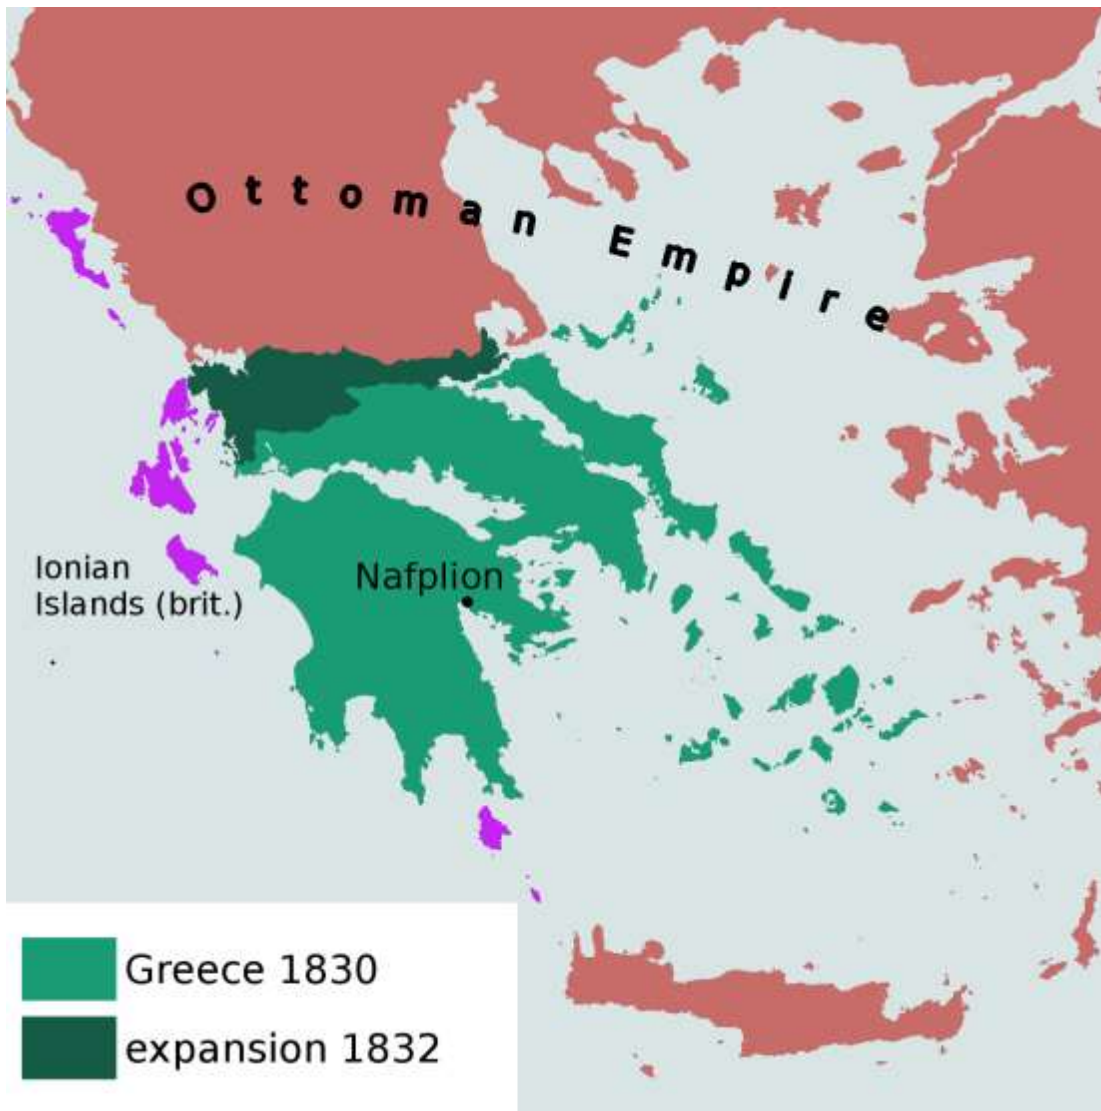 Ottoman Empire
Nafplion
Ionian
Islands (brit.)
Greece 1830
expansion 1832